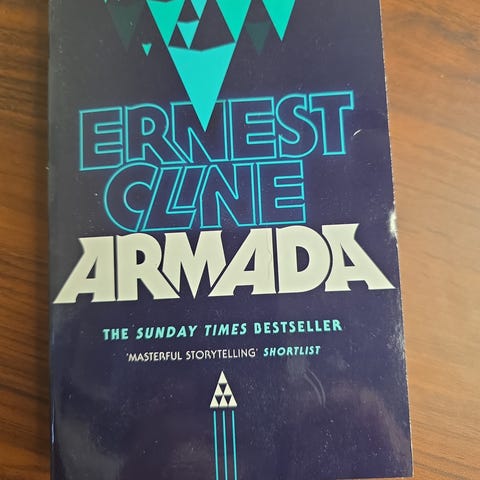 ERNEST
CLINE
ARMADA
THE SUNDAY TIMES BESTSELLER
'MASTERFUL STORYTELLING' SHORTLIST